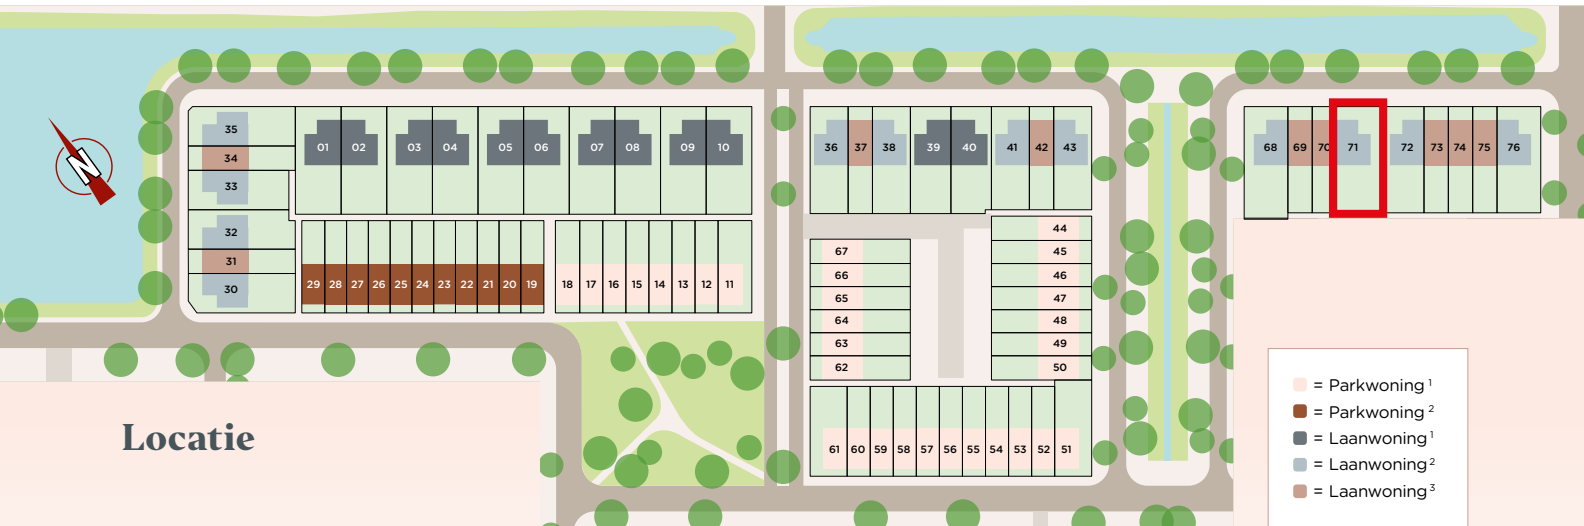 35
34
33
32
31
30
01 02 03 04 05 06 07 08 09 10
29 28 27 26 25 24 23 22 21 20 19
18 17 16 15 14 13 12 11
36 37 38 39 40 41 42 43
44
45
46
47
48
49
50
67
66
65
64
63
62
61 60 59 58 57 56 55 54 53 52 51
68 69 70 71 72 73 74 75 76
N
Locatie
= Parkwoning ¹
= Parkwoning ²
= Laanwoning ¹
= Laanwoning ²
= Laanwoning ³